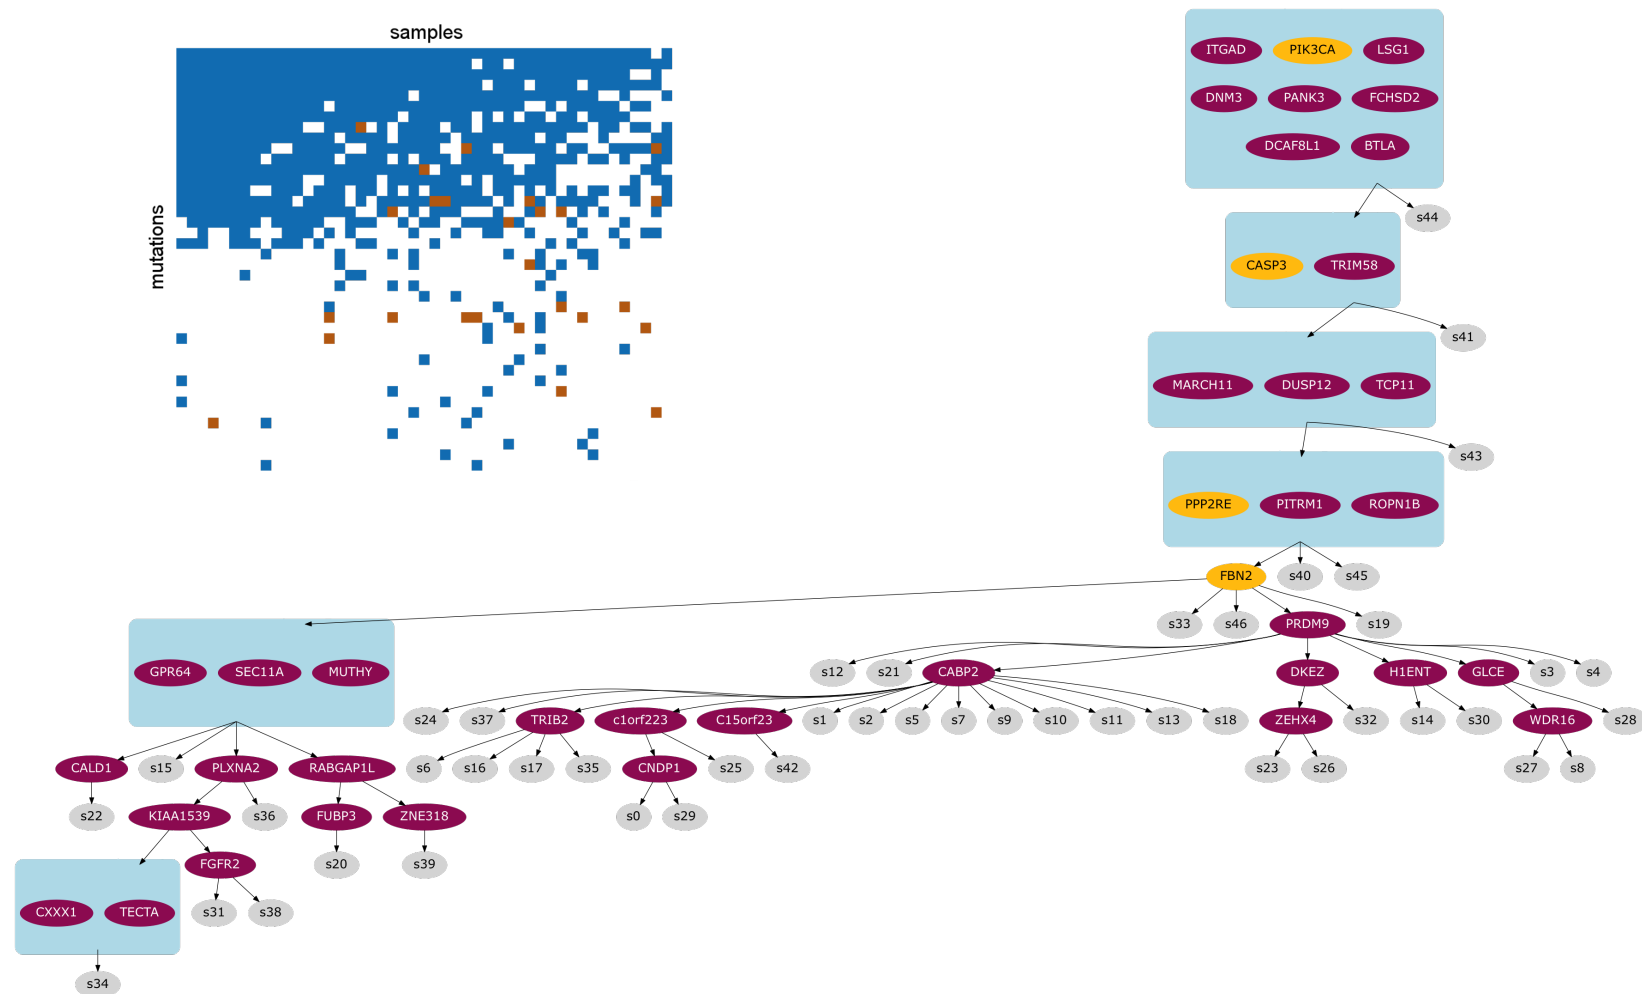 samples
mutations
ITGAD PIK3CA LSG1
DNM3 PANK3 FCHSD2
DCAF8L1 BTLA
s44
CASP3 TRIM58
s41
MARCH11 DUSP12 TCP11
s43
PPP2RE PITRM1 ROPN1B
FBN2 s40 s45
s33 s46 PRDM9 s19
GPR64 SEC11A MUTHY s12 s21 CABP2 DKEZ H1ENT GLCE s3 s4
s24 s37 TRIB2 c1orf223 C15orf23 s1 s2 s5 s7 s9 s10 s11 s13 s18 ZEHX4 s32 s14 s30 WDR16 s28
CALD1 s15 PLXNA2 RABGAP1L s6 s16 s17 s35 CNDP1 s25 s42 s23 s26 s27 s8
s22 KIAA1539 s36 FUBP3 ZNE318 s0 s29
FGFR2 s20 s39
CXXX1 TECTA s31 s38
s34